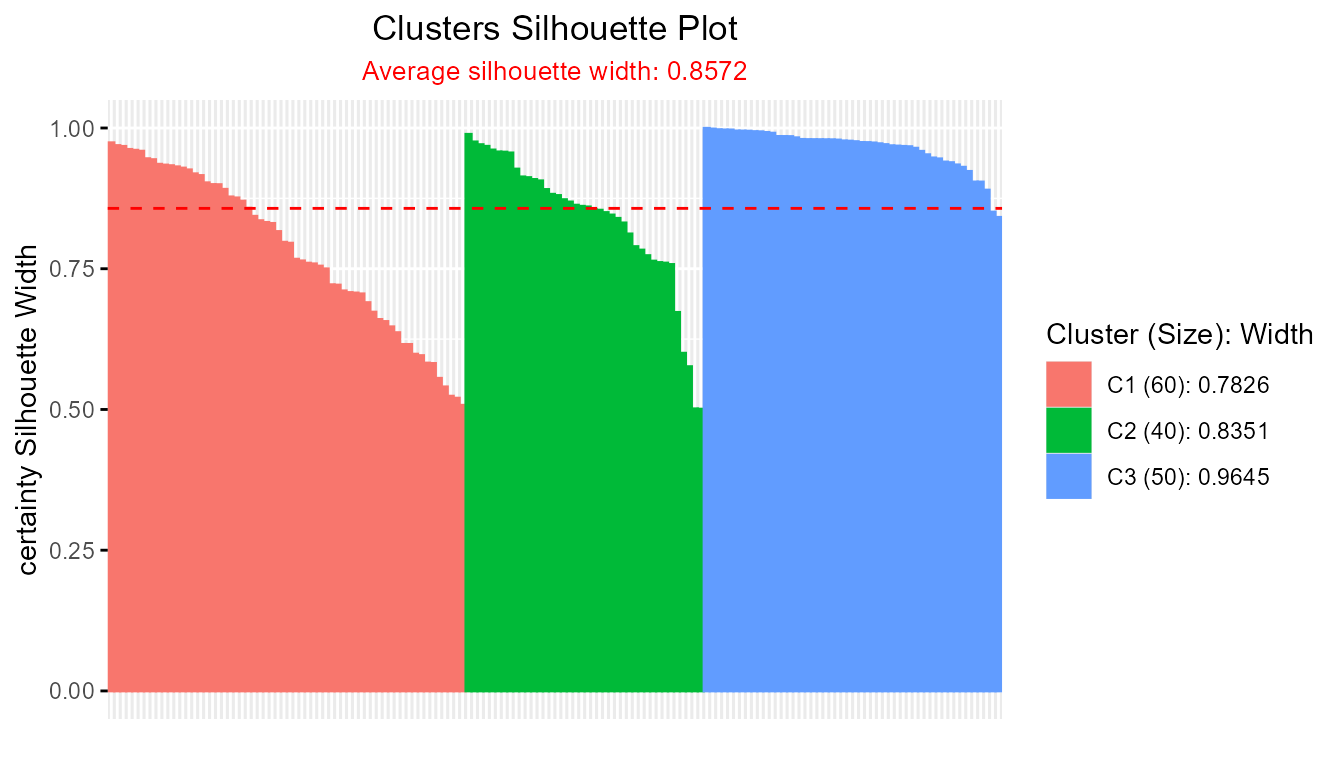 Clusters Silhouette Plot
Average silhouette width: 0.8572
certainty Silhouette Width
1.00
0.75
0.50
0.25
0.00
Cluster (Size): Width
C1 (60): 0.7826
C2 (40): 0.8351
C3 (50): 0.9645